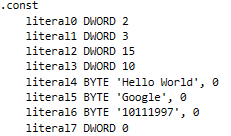 .const
literal0 DWORD 2
literal1 DWORD 3
literal2 DWORD 15
literal3 DWORD 10
literal4 BYTE 'Hello World', 0
literal5 BYTE 'Google', 0
literal6 BYTE '10111997', 0
literal7 DWORD 0